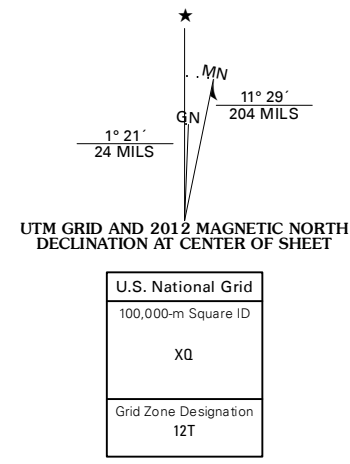 MN
GN
11° 29´
204 MILS
1° 21´
24 MILS
UTM GRID AND 2012 MAGNETIC NORTH
DECLINATION AT CENTER OF SHEET
U.S. National Grid
100,000-m Square ID
XQ
Grid Zone Designation
12T